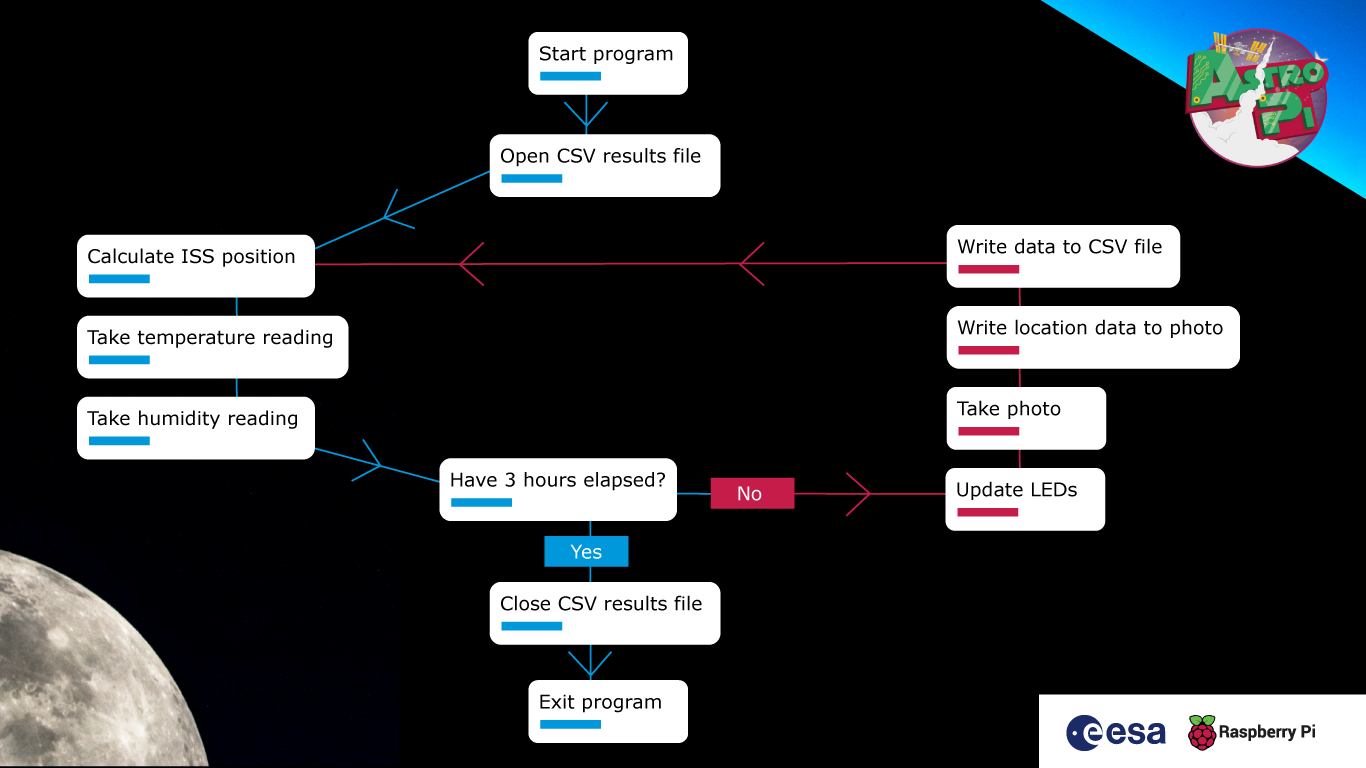 Start program
Open CSV results file
Calculate ISS position
Take temperature reading
Take humidity reading
Have 3 hours elapsed?
No
Update LEDs
Take photo
Write location data to photo
Write data to CSV file
Yes
Close CSV results file
Exit program
ASTRO
Pi
esa
Raspberry Pi